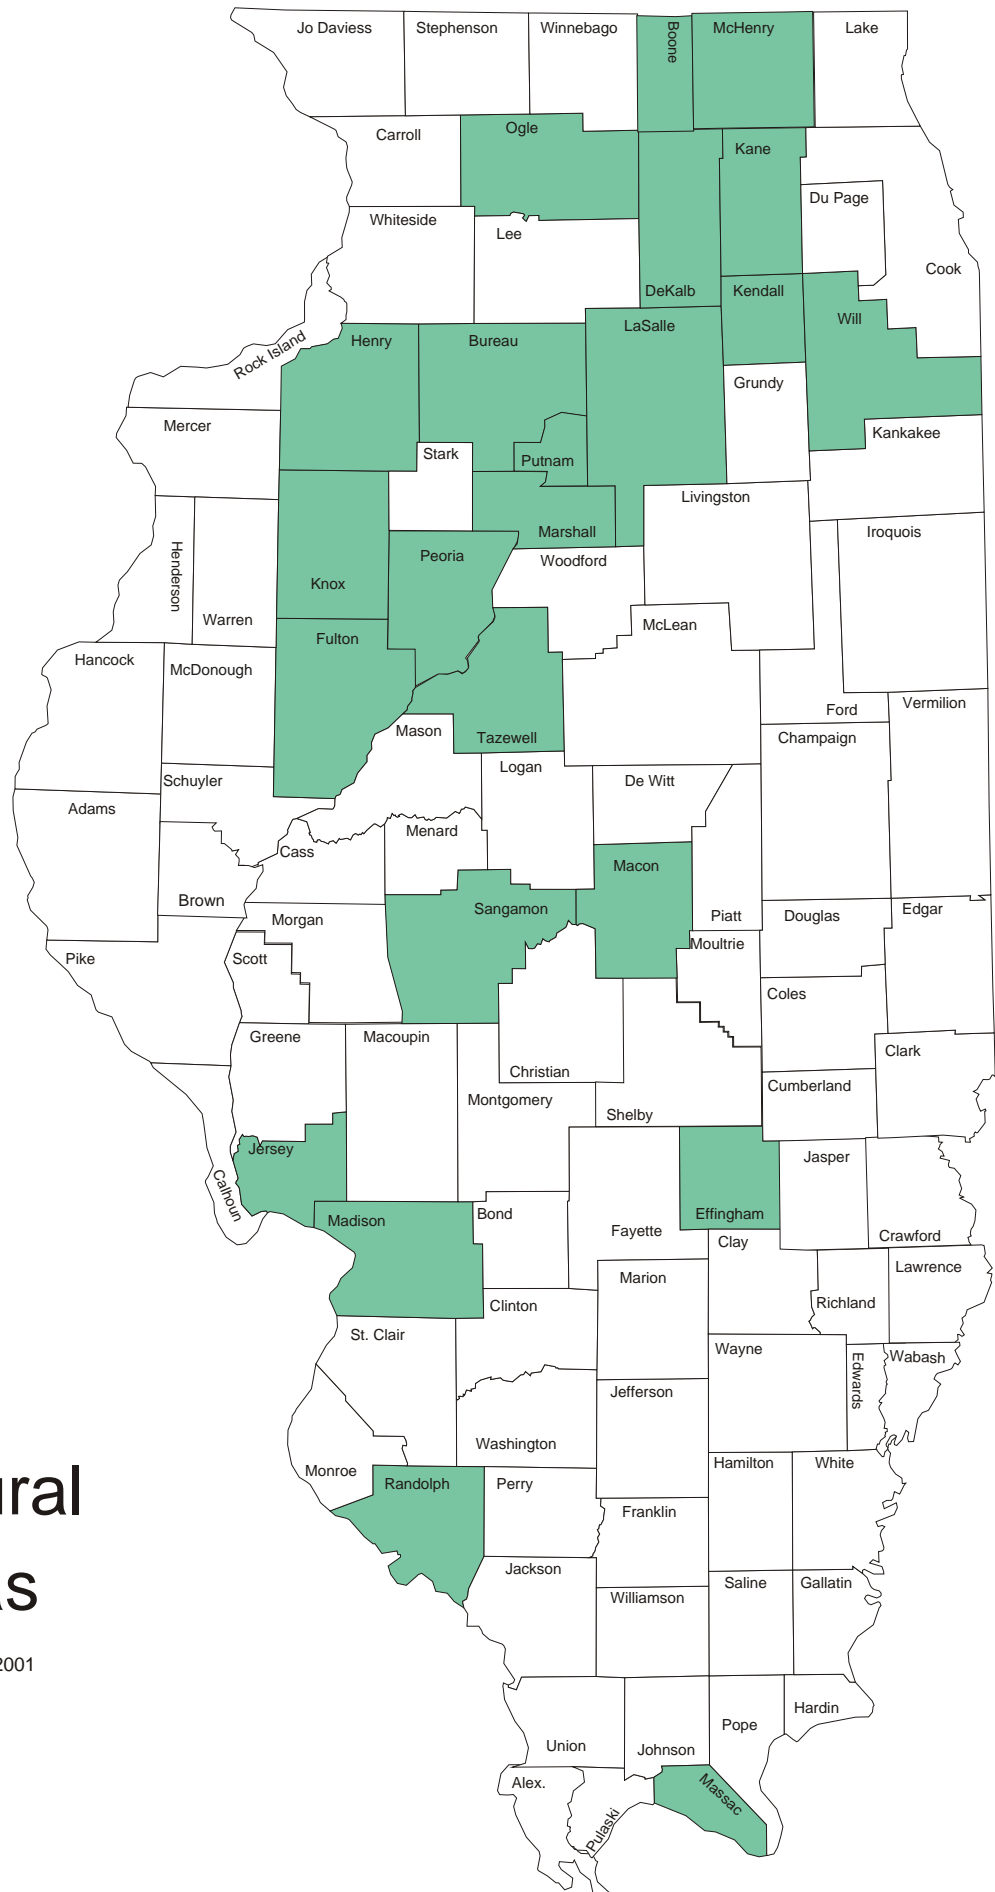 Jo Daviess
Stephenson
Winnebago
Boone
McHenry
Lake
Carroll
Ogle
Kane
Du Page
Whiteside
Lee
Cook
DeKalb
Kendall
Will
Rock Island
Henry
Bureau
LaSalle
Grundy
Mercer
Stark
Putnam
Kankakee
Livingston
Henderson
Marshall
Iroquois
Knox
Peoria
Woodford
Warren
Fulton
McLean
Hancock
McDonough
Ford
Vermilion
Mason
Tazewell
Champaign
Schuyler
Logan
De Witt
Adams
Menard
Cass
Macon
Brown
Sangamon
Piatt
Douglas
Edgar
Morgan
Moultrie
Pike
Scott
Coles
Greene
Macoupin
Clark
Christian
Cumberland
Montgomery
Shelby
Jersey
Jasper
Calhoun
Madison
Bond
Effingham
Fayette
Clay
Crawford
Marion
Lawrence
Clinton
Richland
St. Clair
Wayne
Edwards
Wabash
Jefferson
Washington
Monroe
Randolph
Perry
Hamilton
White
ural
Franklin
Jackson
Saline
Gallatin
as
Williamson
2001
Hardin
Pope
Union
Johnson
Alex.
Massac
Pulaski